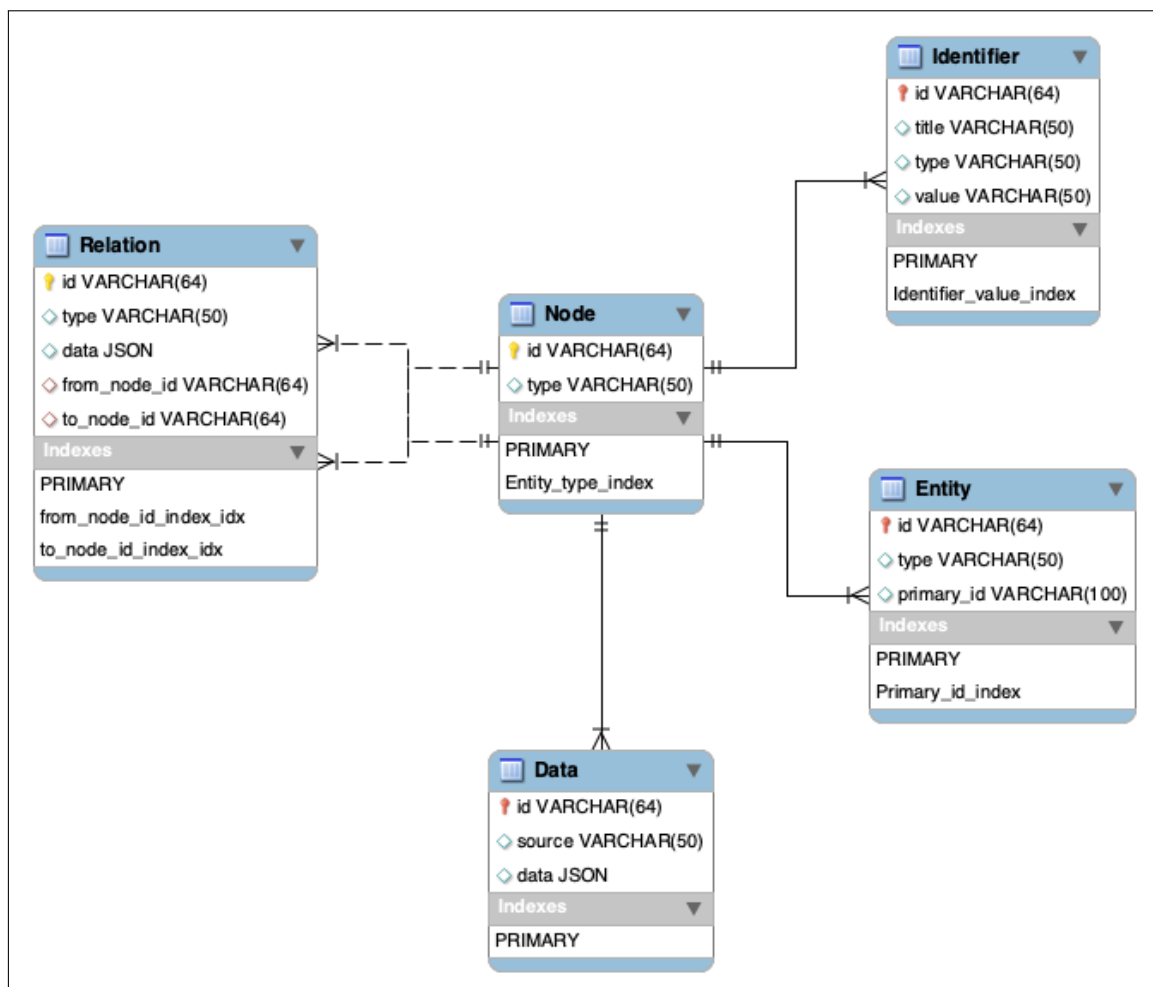 Identifier
id VARCHAR(64)
title VARCHAR(50)
type VARCHAR(50)
value VARCHAR(50)
Indexes
PRIMARY
Identifier_value_index
Relation
id VARCHAR(64)
type VARCHAR(50)
data JSON
from_node_id VARCHAR(64)
to_node_id VARCHAR(64)
Indexes
PRIMARY
from_node_id_index_idx
to_node_id_index_idx
Node
id VARCHAR(64)
type VARCHAR(50)
Indexes
PRIMARY
Entity_type_index
Entity
id VARCHAR(64)
type VARCHAR(50)
primary_id VARCHAR(100)
Indexes
PRIMARY
Primary_id_index
Data
id VARCHAR(64)
source VARCHAR(50)
data JSON
Indexes
PRIMARY